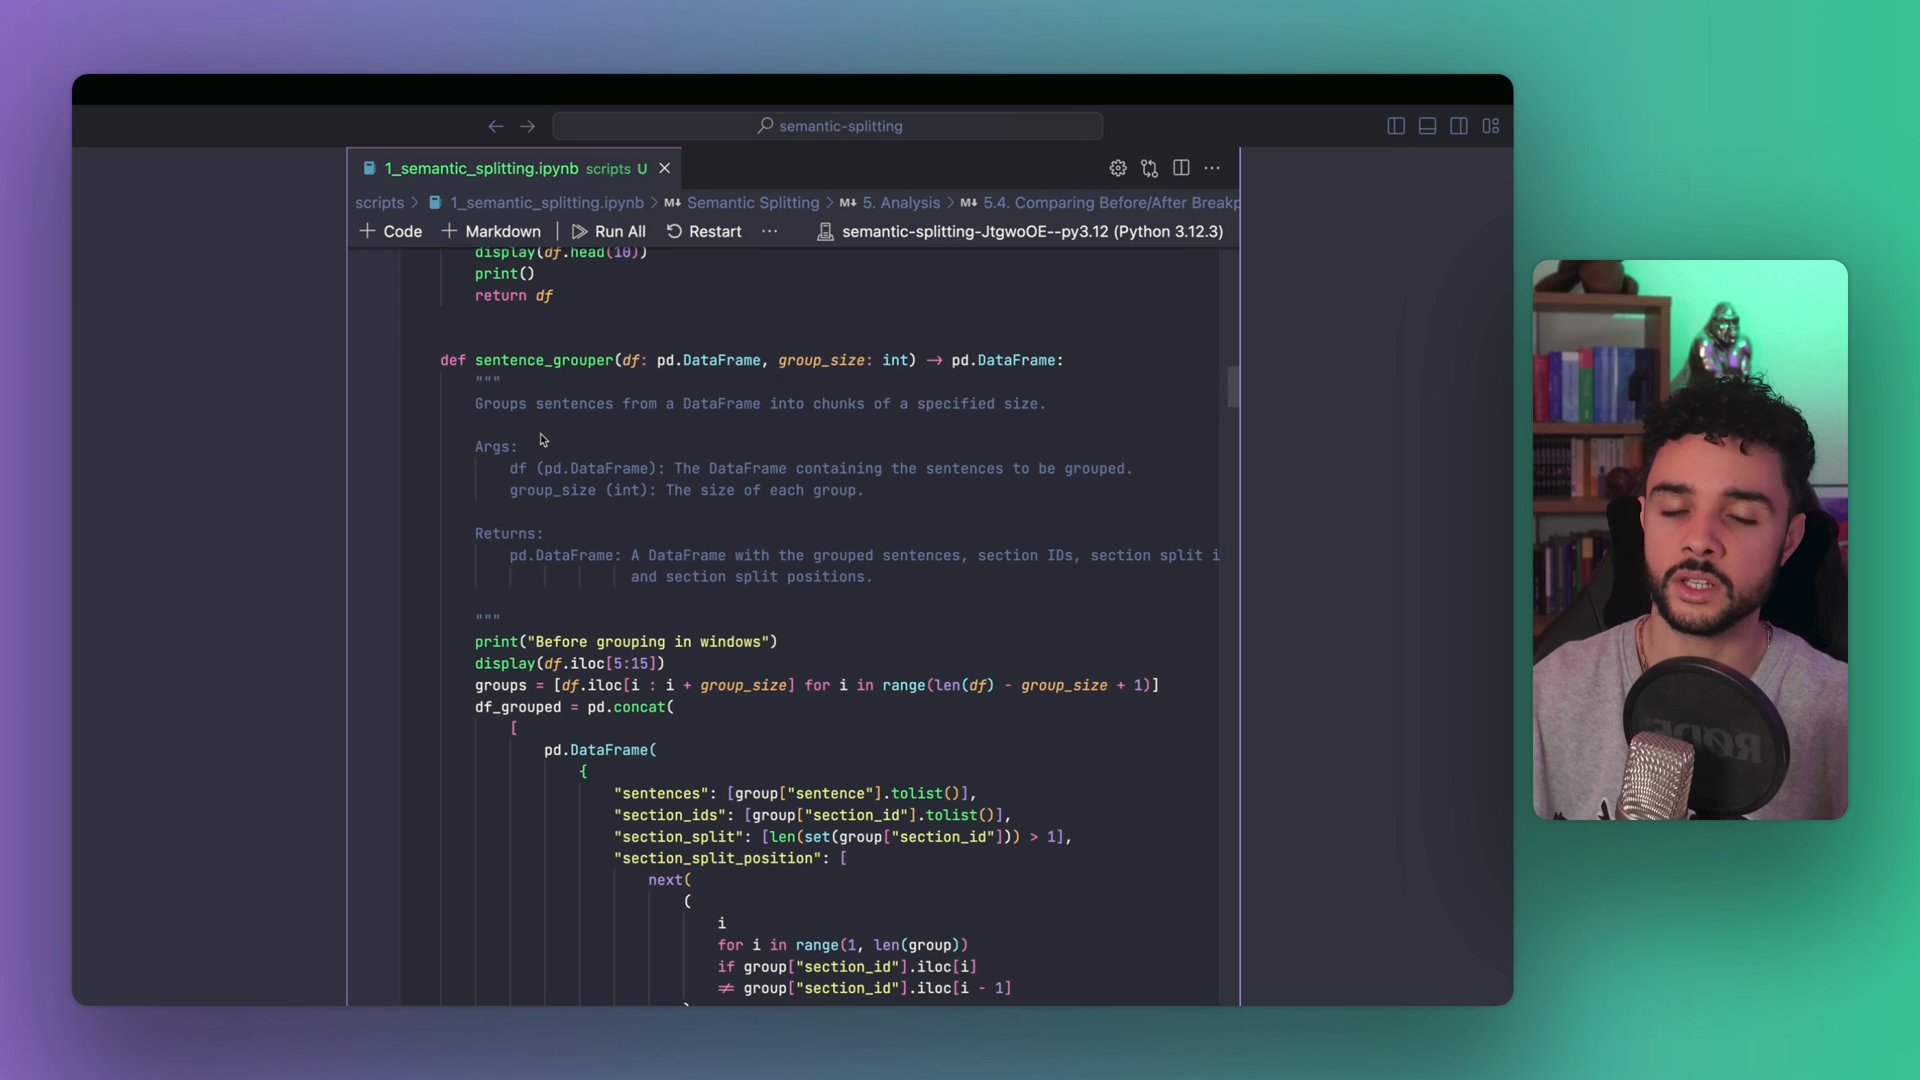 semantic-splitting
1_semantic_splitting.ipynb scripts U
scripts > 1_semantic_splitting.ipynb > M↓ Semantic Splitting > M↓ 5. Analysis > M↓ 5.4. Comparing Before/After Breakp
+ Code + Markdown | Run All Restart ... semantic-splitting-JtgwoOE--py3.12 (Python 3.12.3)
display(df.head(10))
print()
return df
def sentence_grouper(df: pd.DataFrame, group_size: int) → pd.DataFrame:
"""
Groups sentences from a DataFrame into chunks of a specified size.
Args:
df (pd.DataFrame): The DataFrame containing the sentences to be grouped.
group_size (int): The size of each group.
Returns:
pd.DataFrame: A DataFrame with the grouped sentences, section IDs, section split i
and section split positions.
"""
print("Before grouping in windows")
display(df.iloc[5:15])
groups = [df.iloc[i : i + group_size] for i in range(len(df) - group_size + 1)]
df_grouped = pd.concat(
[
pd.DataFrame(
{
"sentences": [group["sentence"].tolist()],
"section_ids": [group["section_id"].tolist()],
"section_split": [len(set(group["section_id"])) > 1],
"section_split_position": [
next(
(
i
for i in range(1, len(group))
if group["section_id"].iloc[i]
≠ group["section_id"].iloc[i - 1]
RØDE